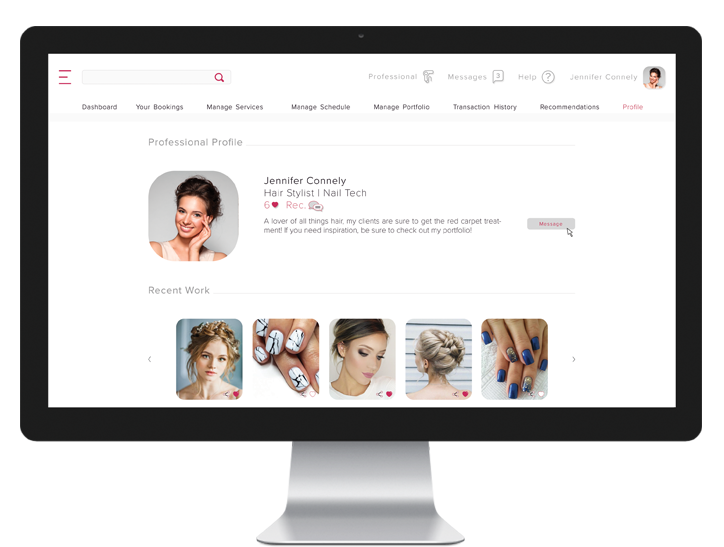 Professional
Messages 3
Help ?
Jennifer Connely
Dashboard Your Bookings Manage Services Manage Schedule Manage Portfolio Transaction History Recommendations Profile
Professional Profile
Jennifer Connely
Hair Stylist | Nail Tech
6 Rec.
A lover of all things hair, my clients are sure to get the red carpet treat-
ment! If you need inspiration, be sure to check out my portfolio!
Message
Recent Work